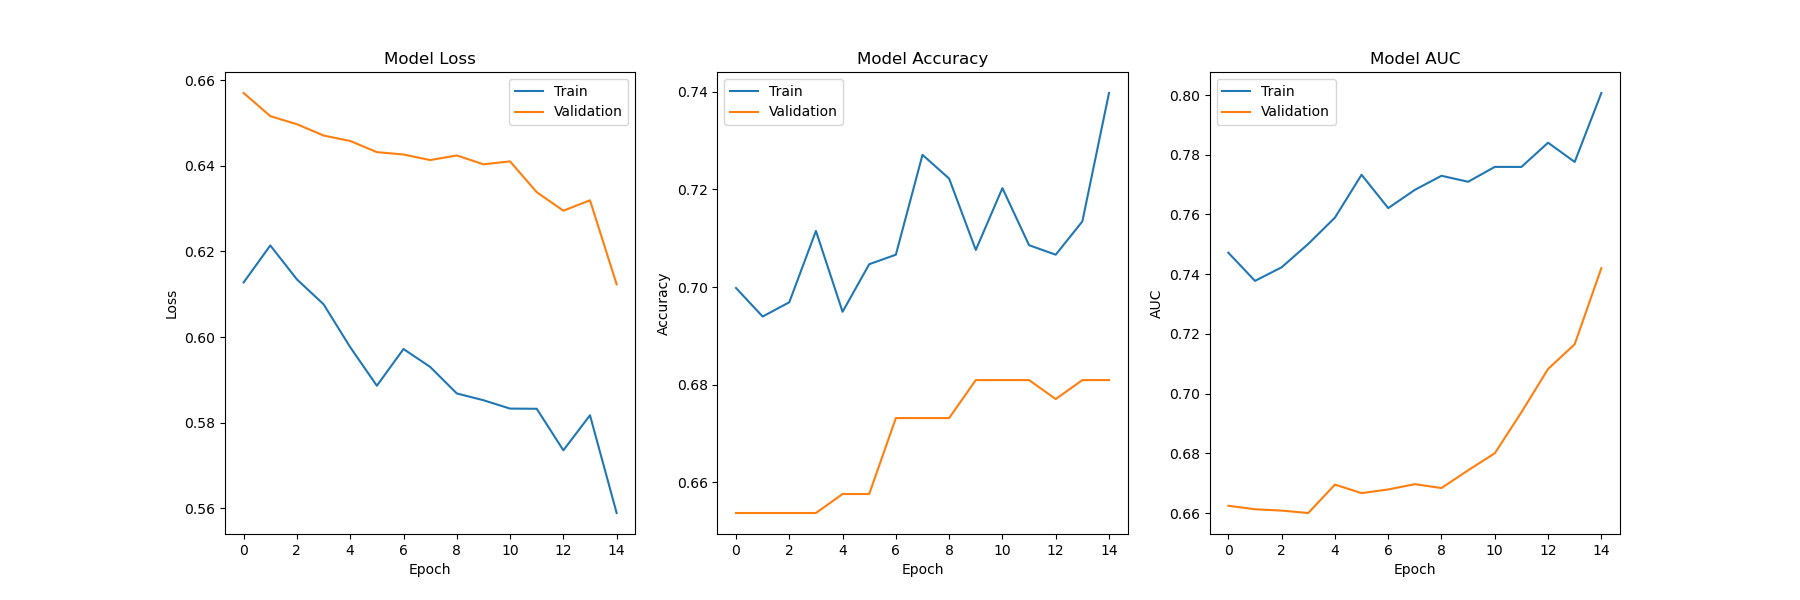 Model Loss
Train
Validation
0.66
0.64
0.62
0.60
0.58
0.56
Loss
0 2 4 6 8 10 12 14
Epoch
Model Accuracy
Train
Validation
0.74
0.72
0.70
0.68
0.66
Accuracy
0 2 4 6 8 10 12 14
Epoch
Model AUC
Train
Validation
0.80
0.78
0.76
0.74
0.72
0.70
0.68
0.66
AUC
0 2 4 6 8 10 12 14
Epoch